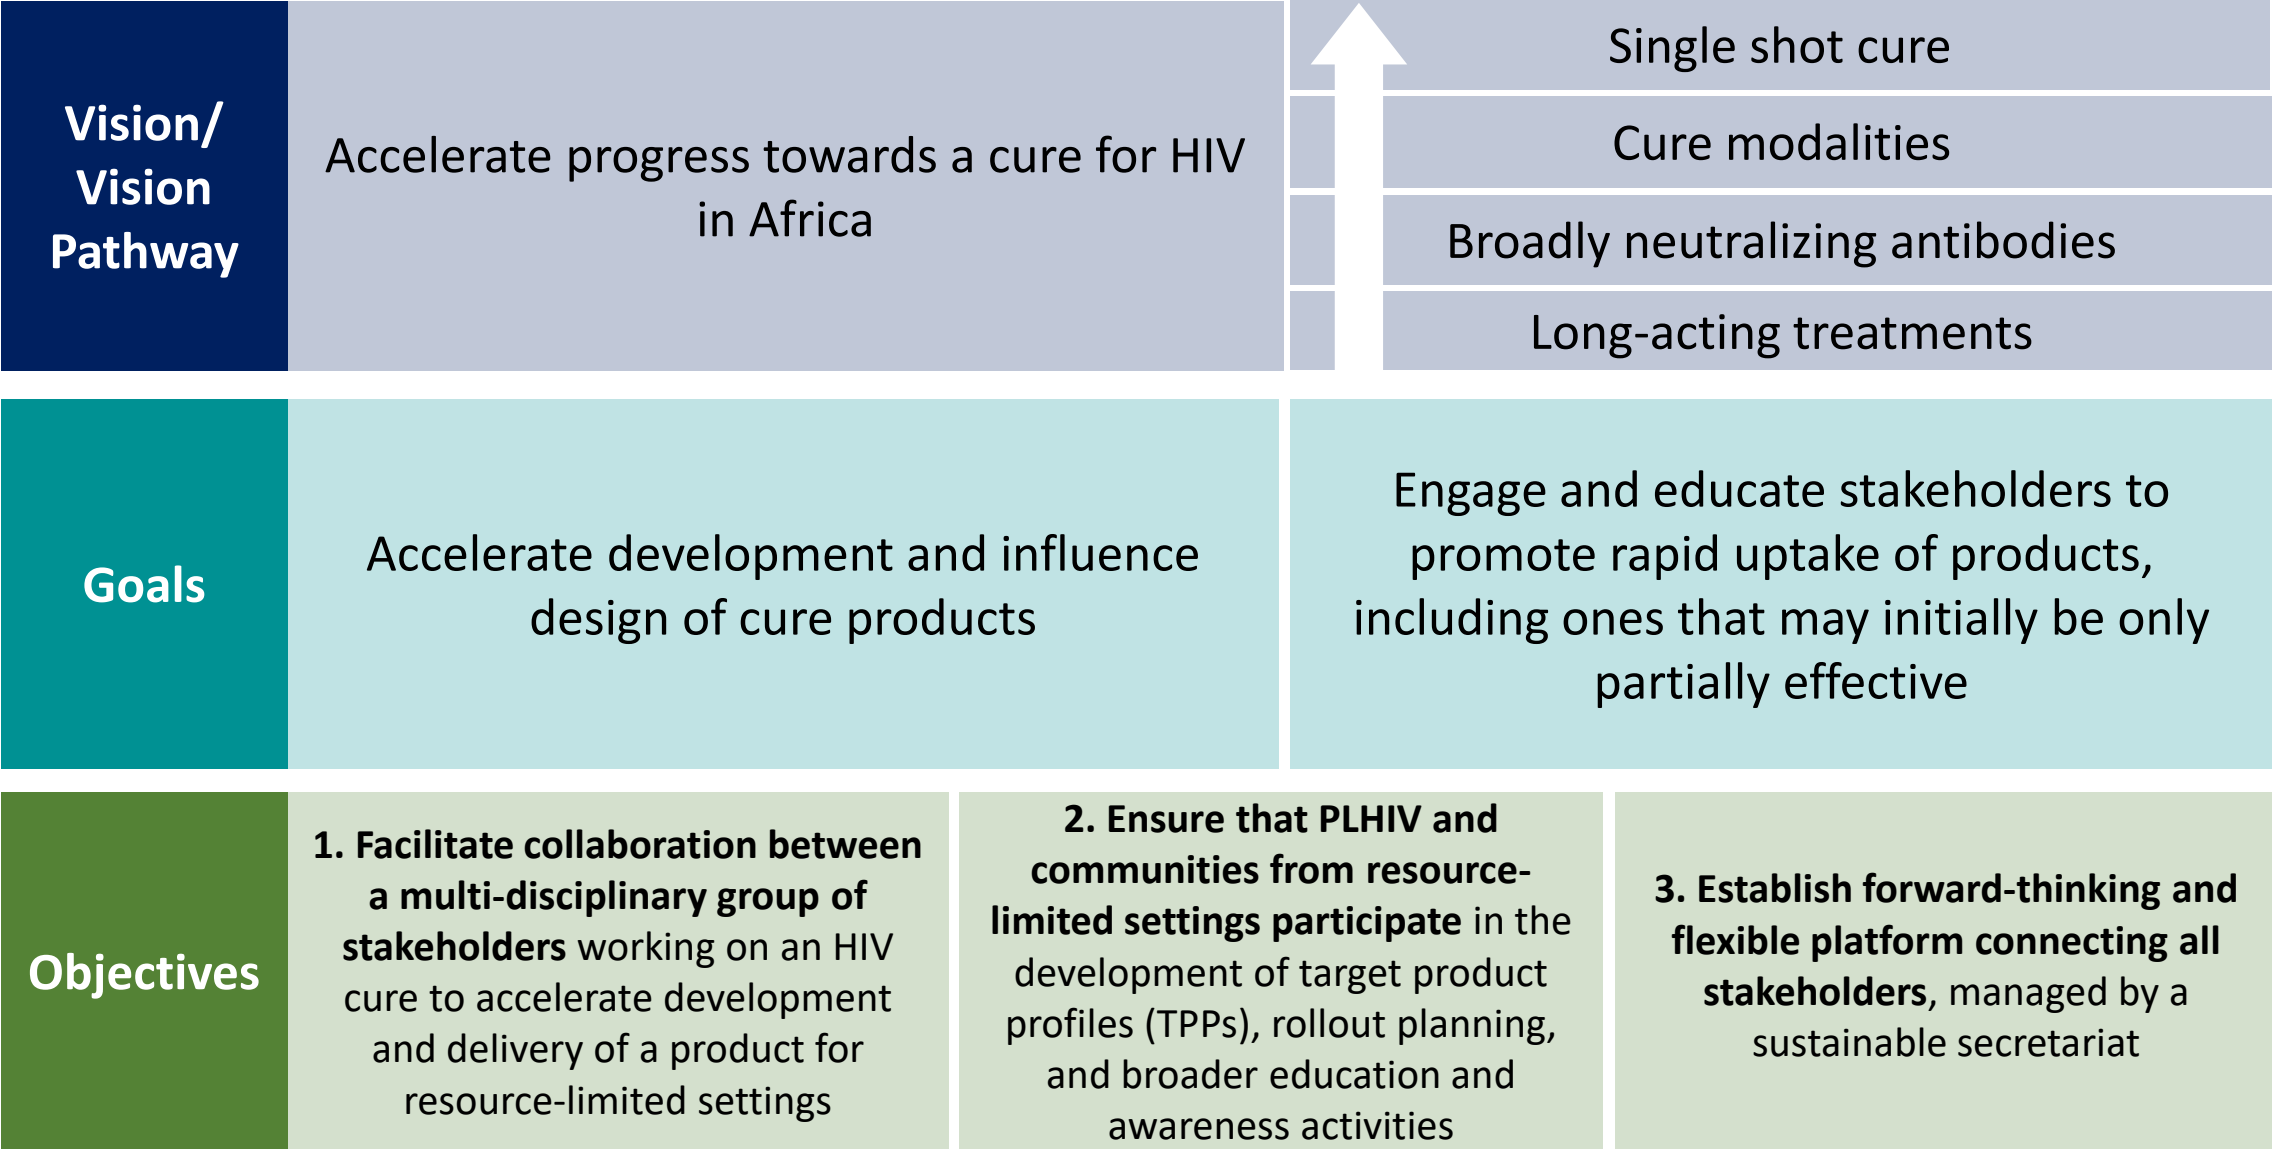 Vision/
Vision
Pathway
Accelerate progress towards a cure for HIV
in Africa
Single shot cure
Cure modalities
Broadly neutralizing antibodies
Long-acting treatments
Goals
Accelerate development and influence
design of cure products
Engage and educate stakeholders to
promote rapid uptake of products,
including ones that may initially be only
partially effective
Objectives
1. Facilitate collaboration between
a multi-disciplinary group of
stakeholders working on an HIV
cure to accelerate development
and delivery of a product for
resource-limited settings
2. Ensure that PLHIV and
communities from resource-
limited settings participate in the
development of target product
profiles (TPPs), rollout planning,
and broader education and
awareness activities
3. Establish forward-thinking and
flexible platform connecting all
stakeholders, managed by a
sustainable secretariat